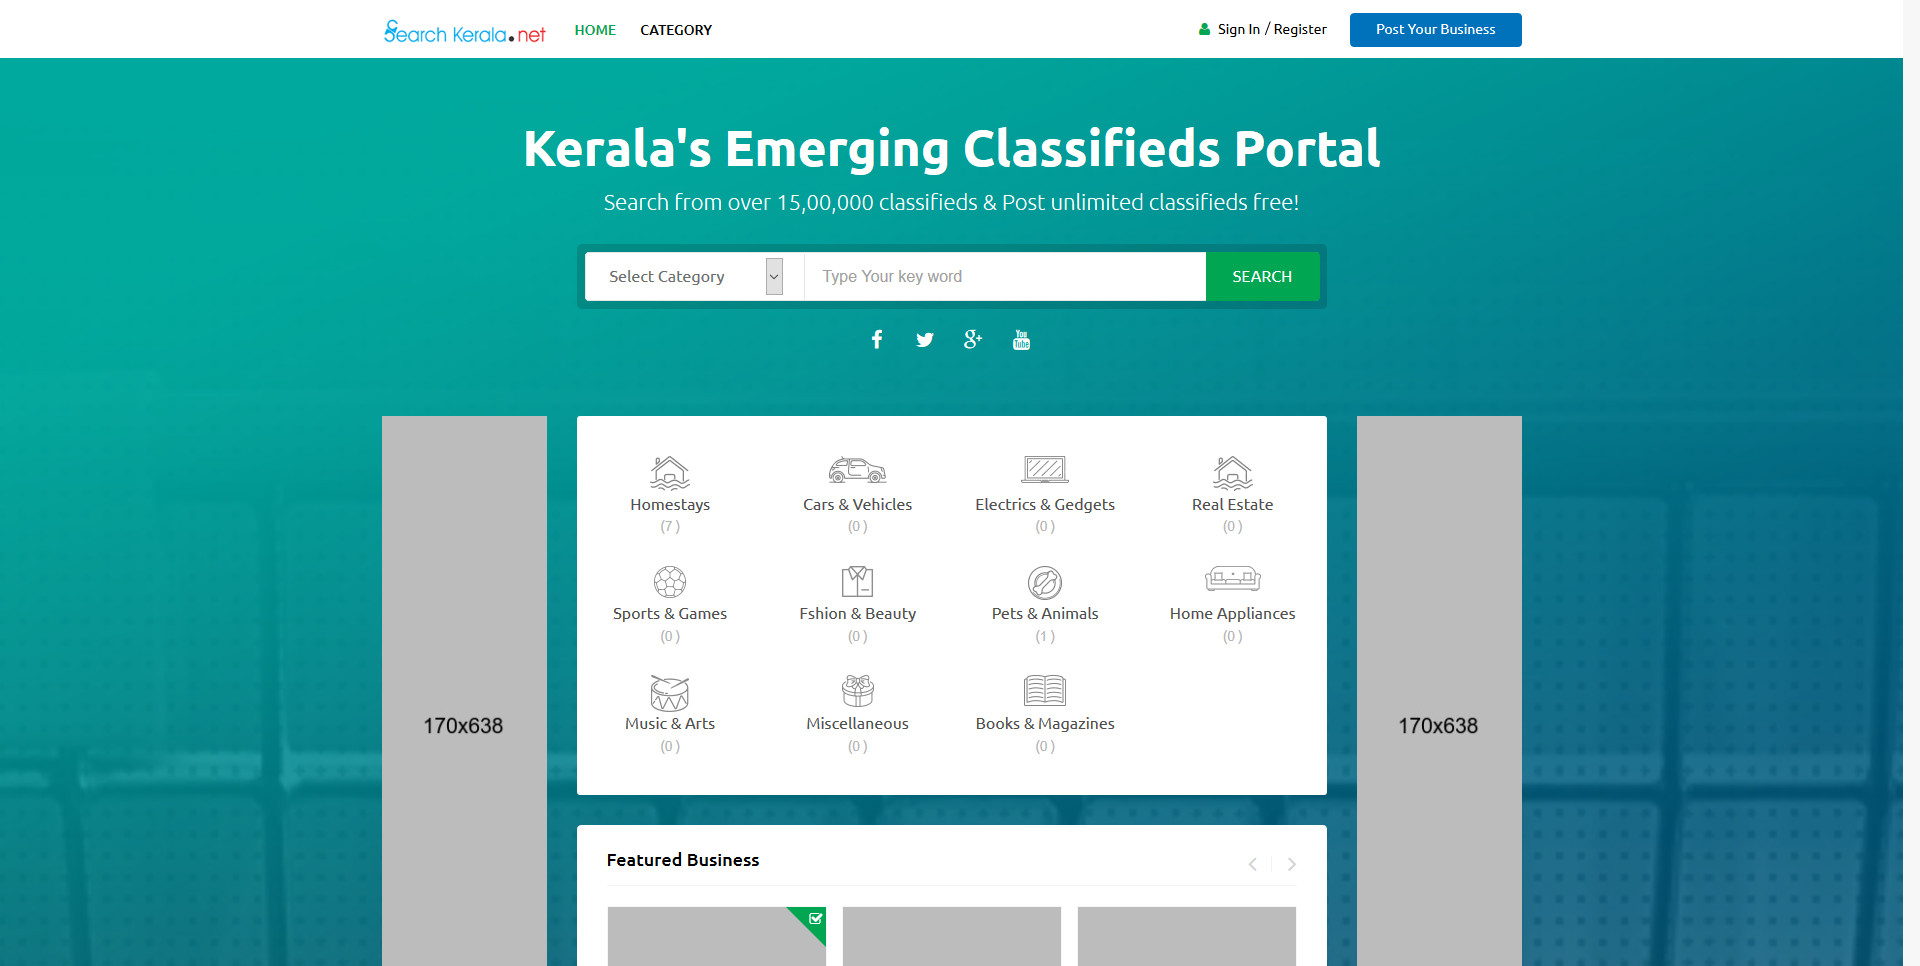 Search Kerala.net
HOME
CATEGORY
Sign In / Register
Post Your Business
Kerala's Emerging Classifieds Portal
Search from over 15,00,000 classifieds & Post unlimited classifieds free!
Select Category
Type Your key word
SEARCH
You
Tube
Homestays
(7 )
Cars & Vehicles
(0 )
Electrics & Gedgets
(0 )
Real Estate
(0 )
Sports & Games
(0 )
Fshion & Beauty
(0 )
Pets & Animals
(1 )
Home Appliances
(0 )
Music & Arts
(0 )
Miscellaneous
(0 )
Books & Magazines
(0 )
170x638
170x638
Featured Business